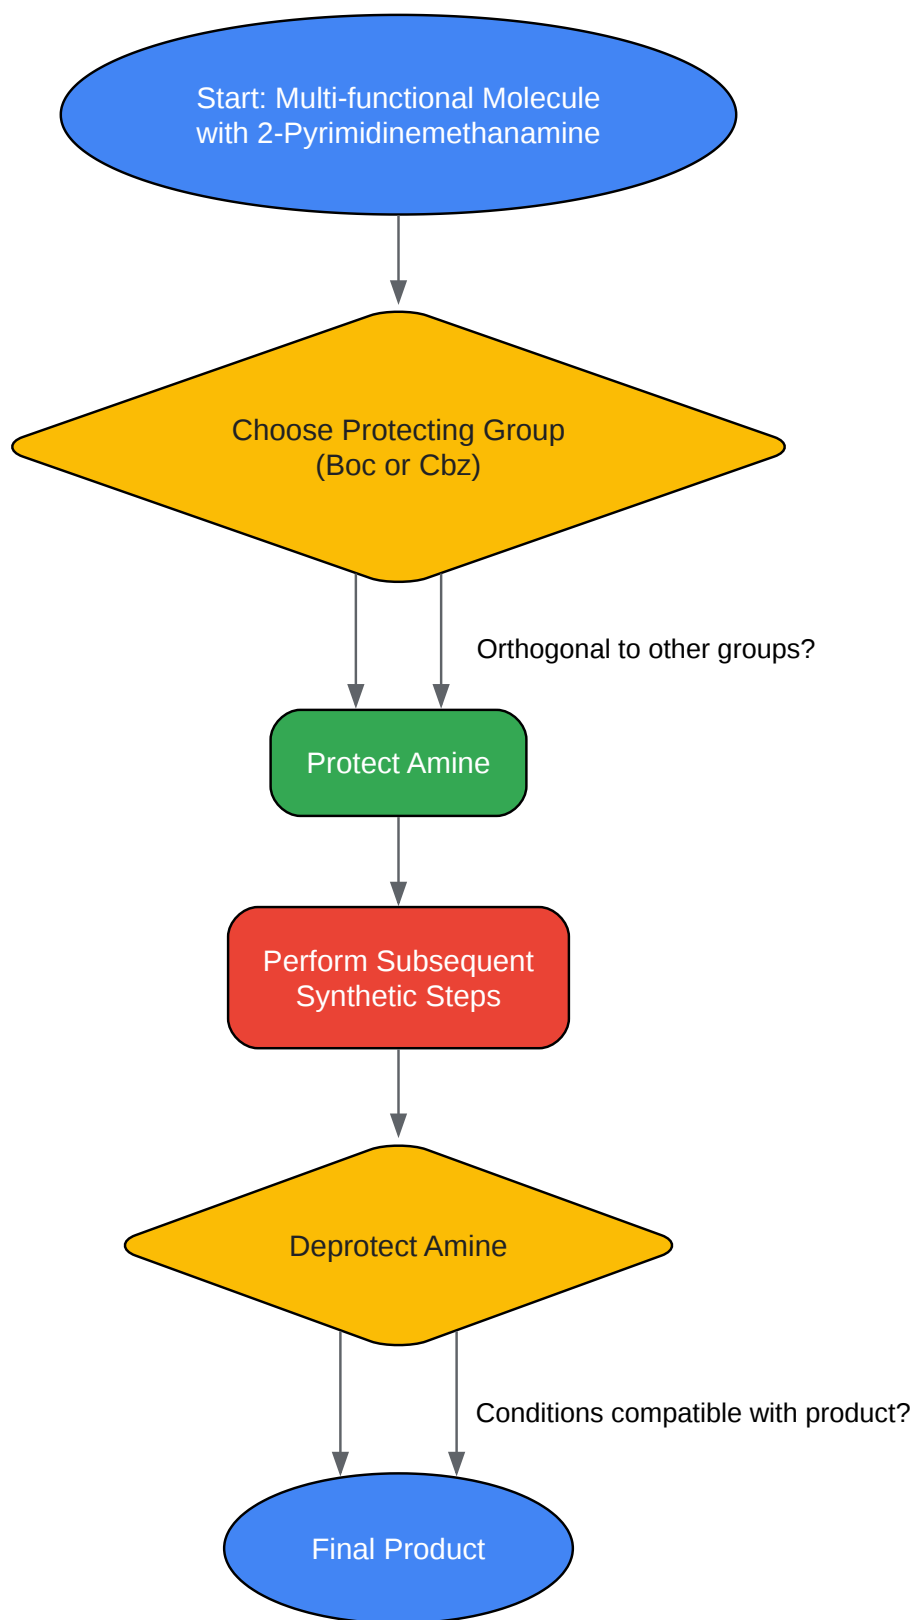 Start: Multi-functional Molecule
with 2-Pyrimidinemethanamine
Choose Protecting Group
(Boc or Cbz)
Orthogonal to other groups?
Protect Amine
Perform Subsequent
Synthetic Steps
Deprotect Amine
Conditions compatible with product?
Final Product